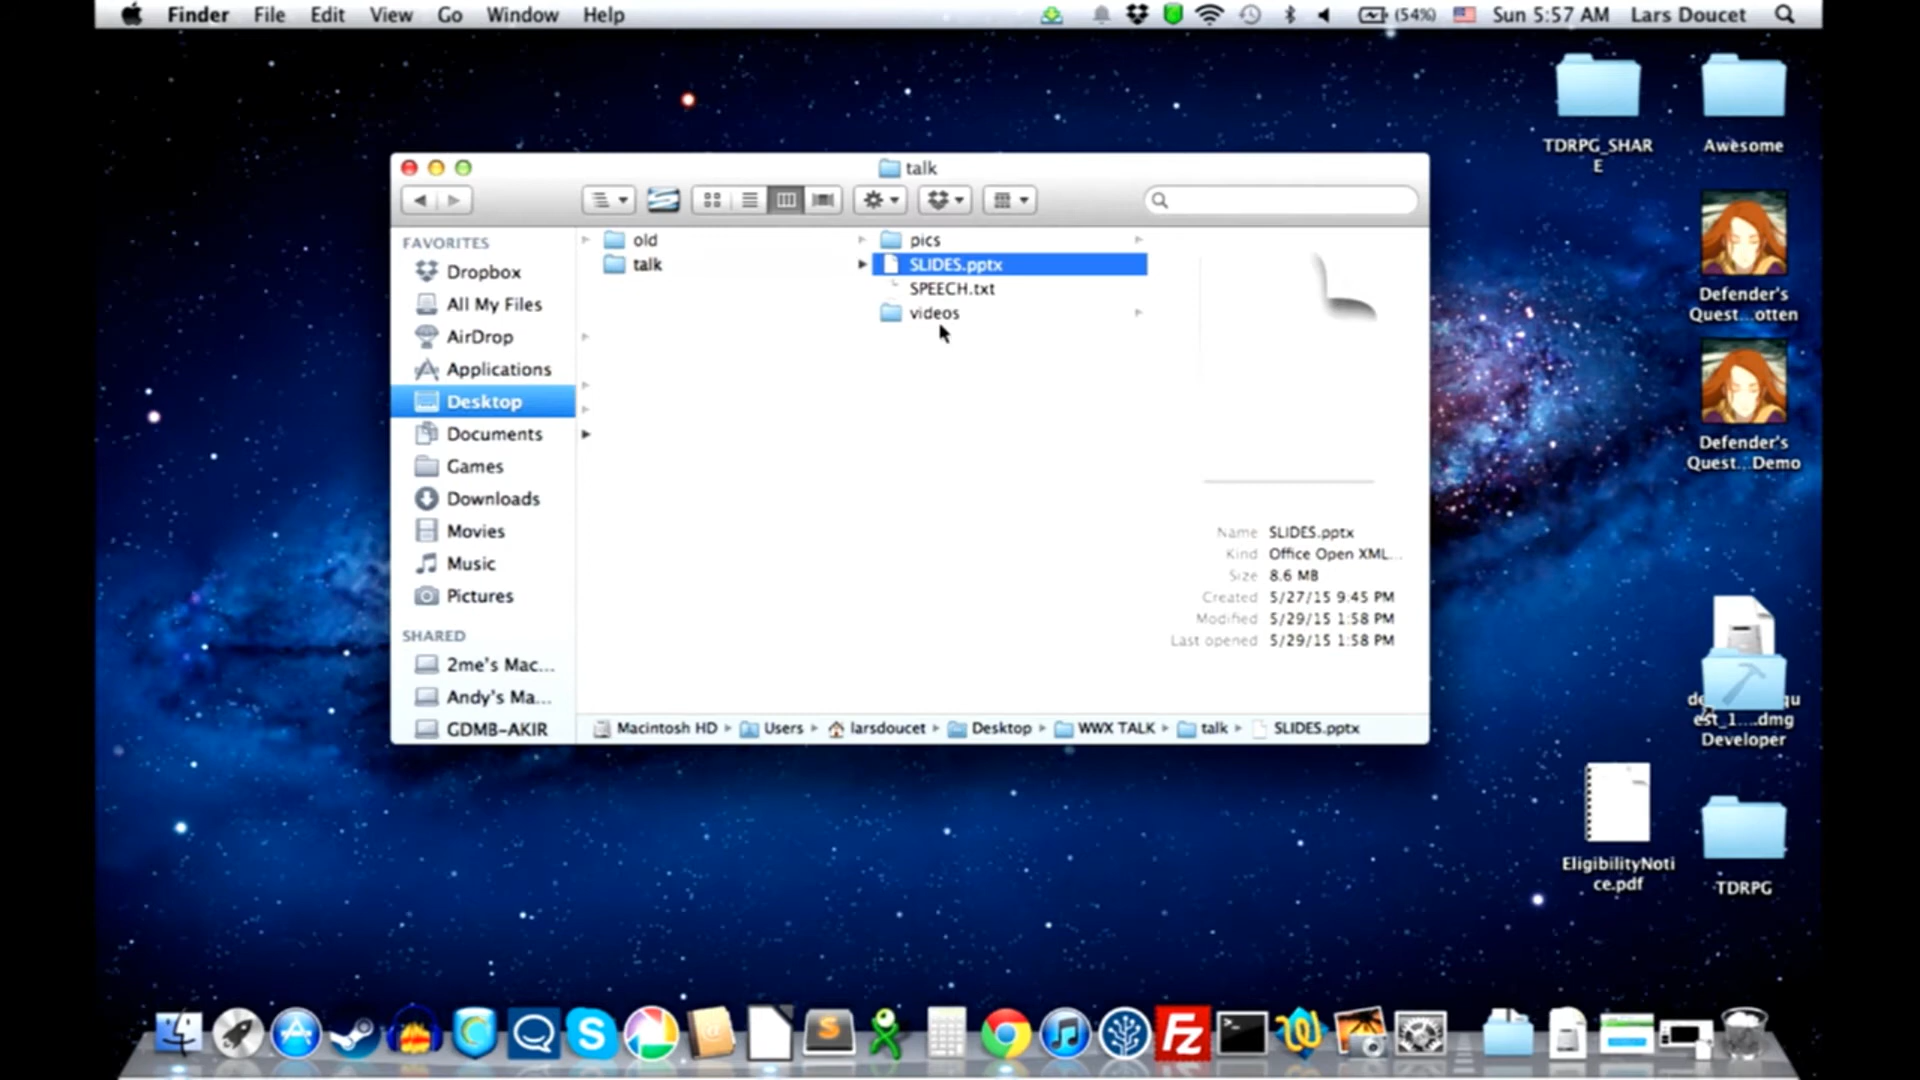 Finder File Edit View Go Window Help (54%) Sun 5:57 AM Lars Doucet
talk
FAVORITES
Dropbox
All My Files
AirDrop
Applications
Desktop
Documents
Games
Downloads
Movies
Music
Pictures
SHARED
2me's Mac...
Andy's Ma...
GDMB-AKIR
old
talk
pics
SLIDES.pptx
SPEECH.txt
videos
Name SLIDES.pptx
Kind Office Open XML...
Size 8.6 MB
Created 5/27/15 9:45 PM
Modified 5/29/15 1:58 PM
Last opened 5/29/15 1:58 PM
Macintosh HD Users larsdoucet Desktop WWX TALK talk SLIDES.pptx
TDRPG_SHAR
E
Awesome
Defender's
Quest...otten
Defender's
Quest...Demo
est_1....dmg
Developer
EligibilityNoti
ce.pdf
TDRPG
S
S
Fz